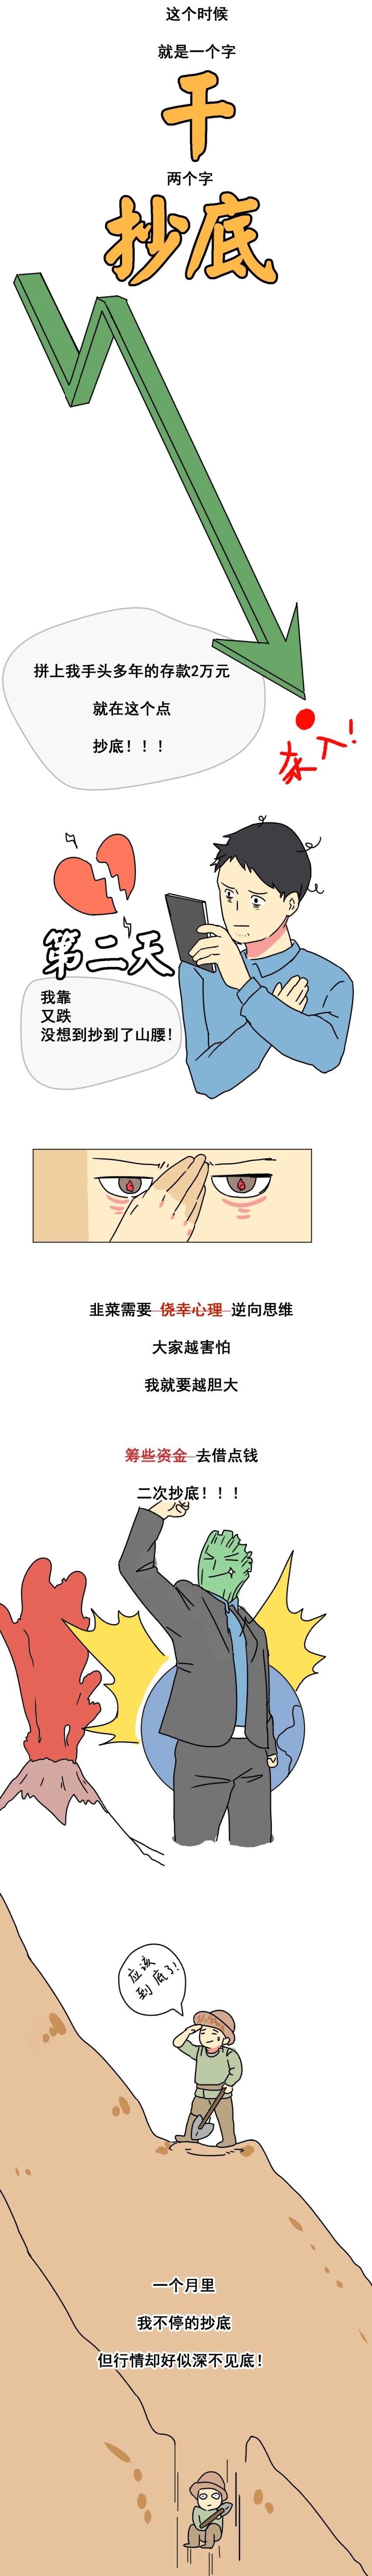 这个时候
就是一个字
干
两个字
抄底
拼上我手头多年的存款2万元
就在这个点
抄底！！！
求入！
第二天
我靠
又跌
没想到抄到了山腰！
韭菜需要 侥幸心理 逆向思维
大家越害怕
我就要越胆大
筹些资金 去借点钱
二次抄底！！！
应该
到底了！
一个月里
我不停的抄底
但行情却好似深不见底！